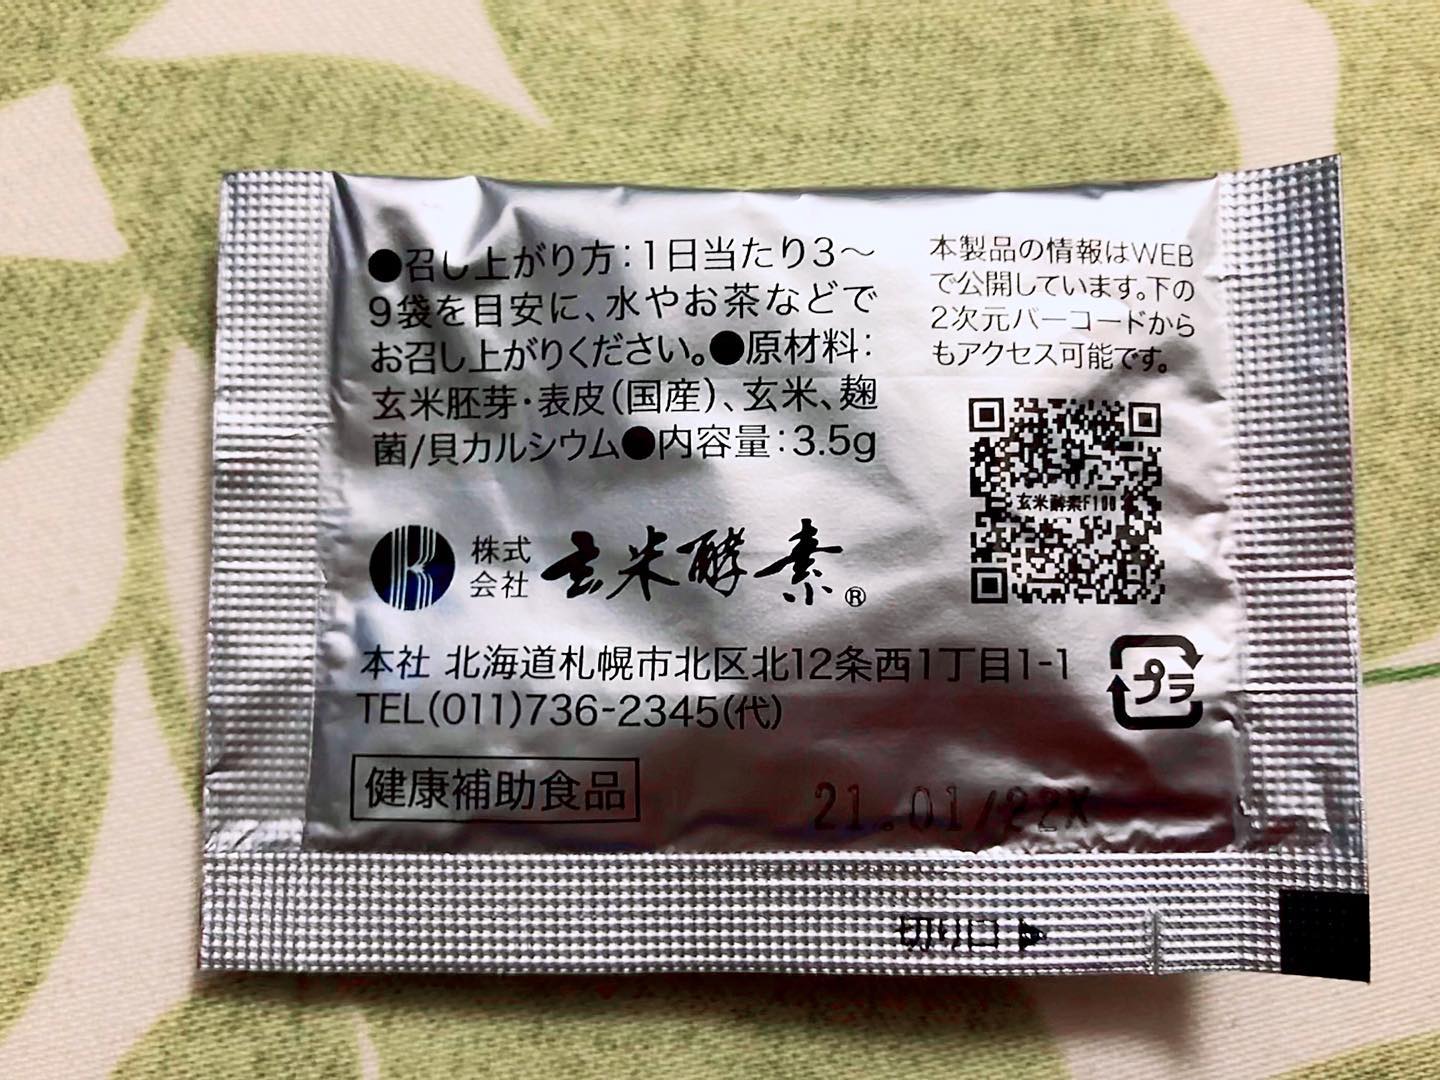 ●召し上がり方：1日当たり3～
9袋を目安に、水やお茶などで
お召し上がりください。●原材料：
玄米胚芽・表皮(国産)、玄米、麹
菌/貝カルシウム●内容量：3.5g
本製品の情報はWEB
で公開しています。下の
2次元バーコードから
もアクセス可能です。
玄米酵素F100
株式
会社
玄米酵素®
本社 北海道札幌市北区北12条西1丁目1-1
TEL(011)736-2345(代)
プラ
健康補助食品
21.01/22K
切り口▲